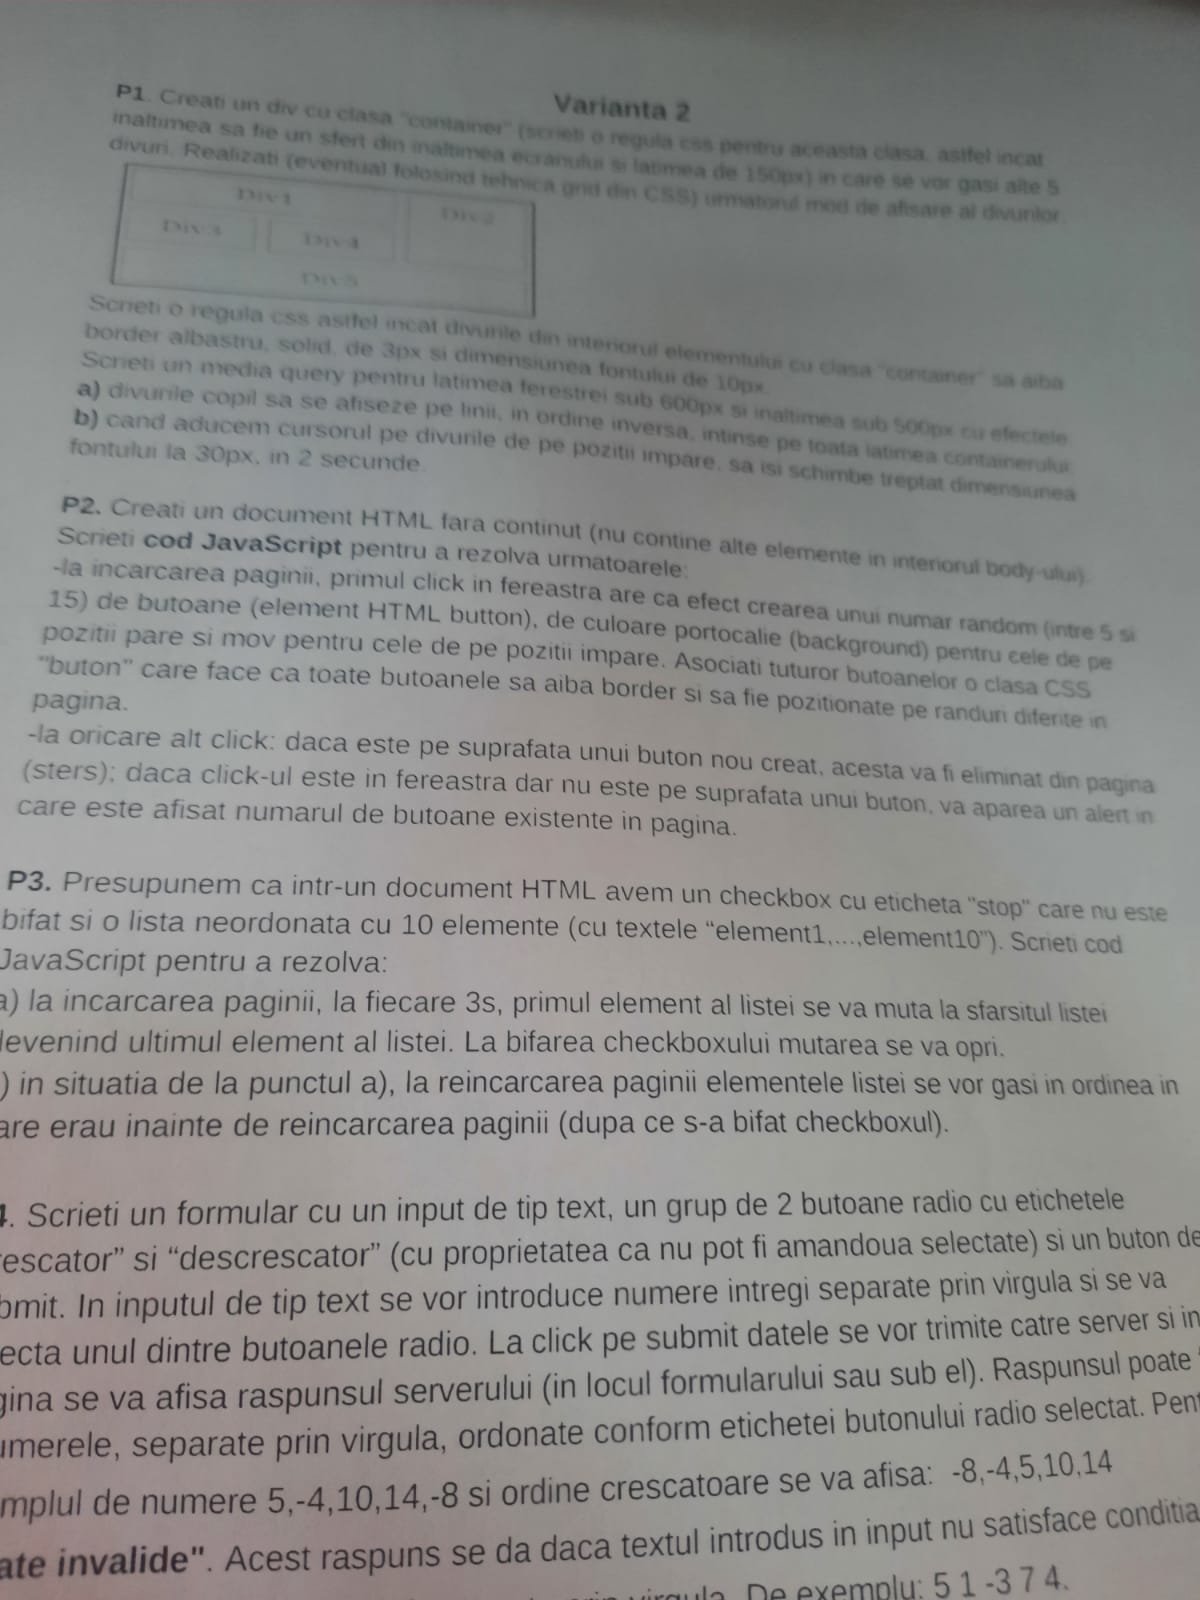 Varianta 2
P1. Creati un div cu clasa "container" (scrieti o regula css pentru aceasta clasa, astfel incat
inaltimea sa fie un sfert din inaltimea ecranului si latimea de 150px) in care se vor gasi alte 5
divuri. Realizati (eventual folosind tehnica grid din CSS) urmatorul mod de afisare al divurilor
Div1
Div2
Div3
Div4
Div5
Scrieti o regula css astfel incat divurile din interiorul elementului cu clasa "container" sa aiba
border albastru, solid, de 3px si dimensiunea fontului de 10px.
Scrieti un media query pentru latimea ferestrei sub 600px si inaltimea sub 500px cu efectele
a) divurile copil sa se afiseze pe linii, in ordine inversa, intinse pe toata latimea containerului
b) cand aducem cursorul pe divurile de pe pozitii impare, sa isi schimbe treptat dimensiunea
fontului la 30px, in 2 secunde.
P2. Creati un document HTML fara continut (nu contine alte elemente in interiorul body-ului).
Scrieti cod JavaScript pentru a rezolva urmatoarele:
-la incarcarea paginii, primul click in fereastra are ca efect crearea unui numar random (intre 5 si
15) de butoane (element HTML button), de culoare portocalie (background) pentru cele de pe
pozitii pare si mov pentru cele de pe pozitii impare. Asociati tuturor butoanelor o clasa CSS
"buton" care face ca toate butoanele sa aiba border si sa fie pozitionate pe randuri diferite in
pagina.
-la oricare alt click: daca este pe suprafata unui buton nou creat, acesta va fi eliminat din pagina
(sters); daca click-ul este in fereastra dar nu este pe suprafata unui buton, va aparea un alert in
care este afisat numarul de butoane existente in pagina.
P3. Presupunem ca intr-un document HTML avem un checkbox cu eticheta "stop" care nu este
bifat si o lista neordonata cu 10 elemente (cu textele “element1,...,element10”). Scrieti cod
JavaScript pentru a rezolva:
a) la incarcarea paginii, la fiecare 3s, primul element al listei se va muta la sfarsitul listei
devenind ultimul element al listei. La bifarea checkboxului mutarea se va opri.
) in situatia de la punctul a), la reincarcarea paginii elementele listei se vor gasi in ordinea in
are erau inainte de reincarcarea paginii (dupa ce s-a bifat checkboxul).
4. Scrieti un formular cu un input de tip text, un grup de 2 butoane radio cu etichetele
escator” si “descrescator” (cu proprietatea ca nu pot fi amandoua selectate) si un buton de
bmit. In inputul de tip text se vor introduce numere intregi separate prin virgula si se va
ecta unul dintre butoanele radio. La click pe submit datele se vor trimite catre server si in
gina se va afisa raspunsul serverului (in locul formularului sau sub el). Raspunsul poate
umerele, separate prin virgula, ordonate conform etichetei butonului radio selectat. Pent
mplul de numere 5,-4,10,14,-8 si ordine crescatoare se va afisa: -8,-4,5,10,14
ate invalide". Acest raspuns se da daca textul introdus in input nu satisface conditia
virgula. De exemplu: 5 1 -3 7 4.